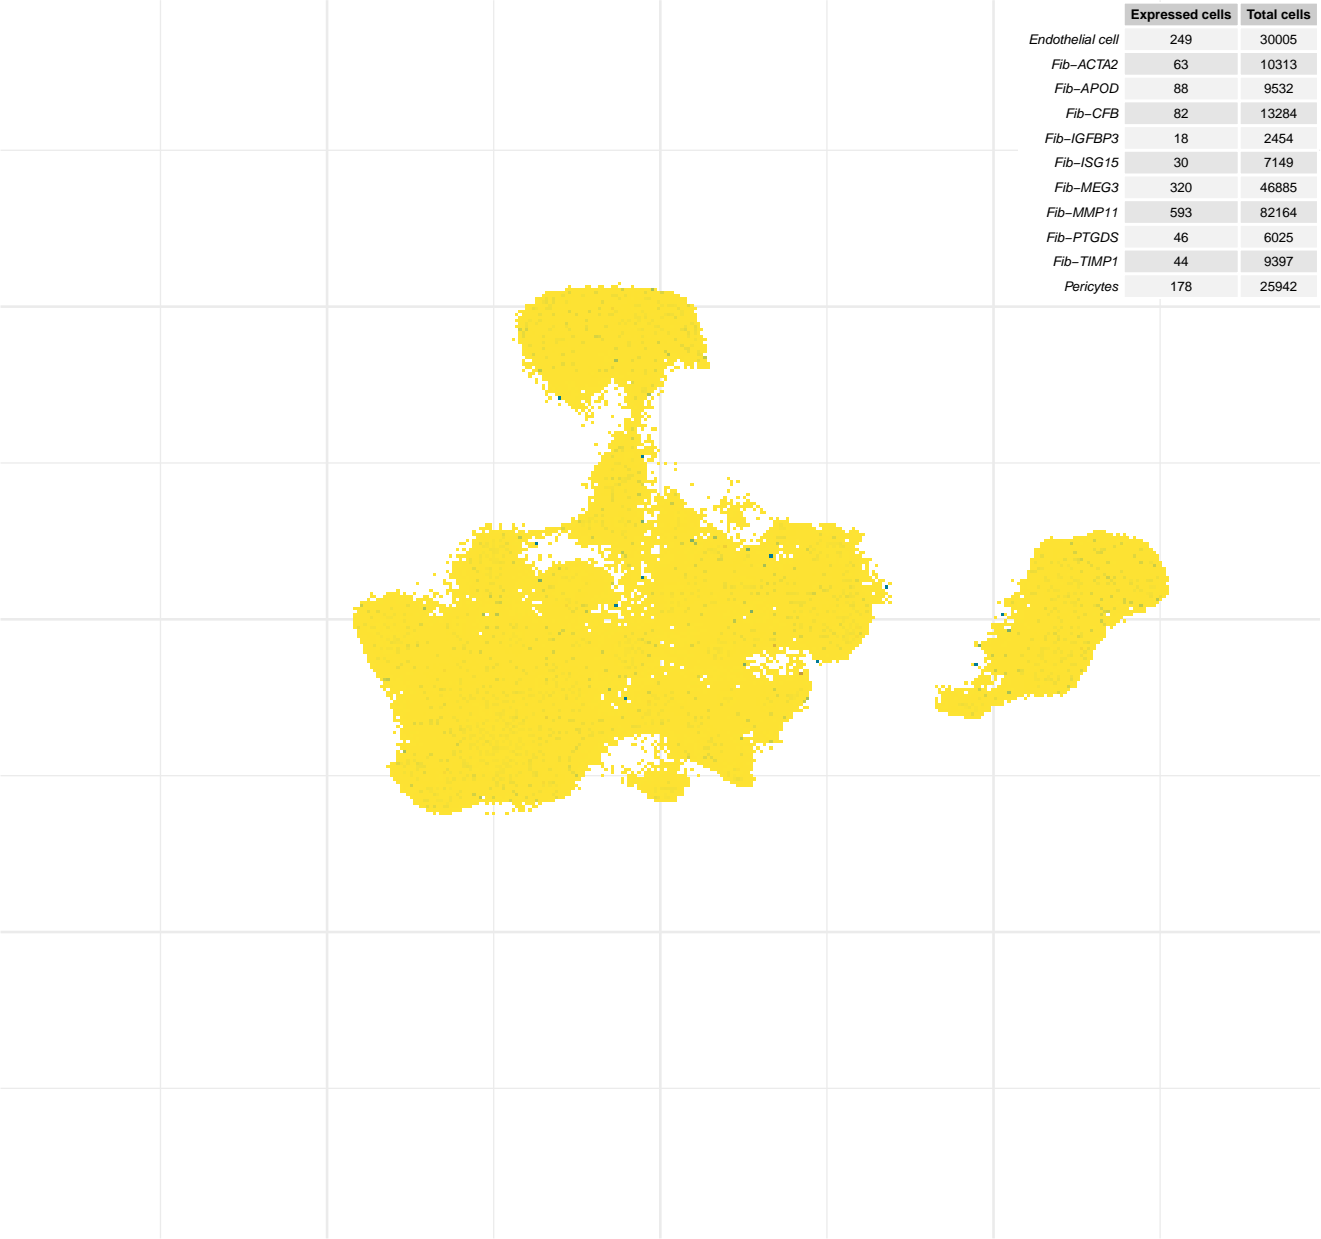 Expressed cells Total cells
Endothelial cell 249 30005
Fib−ACTA2 63 10313
Fib−APOD 88 9532
Fib−CFB 82 13284
Fib−IGFBP3 18 2454
Fib−ISG15 30 7149
Fib−MEG3 320 46885
Fib−MMP11 593 82164
Fib−PTGDS 46 6025
Fib−TIMP1 44 9397
Pericytes 178 25942